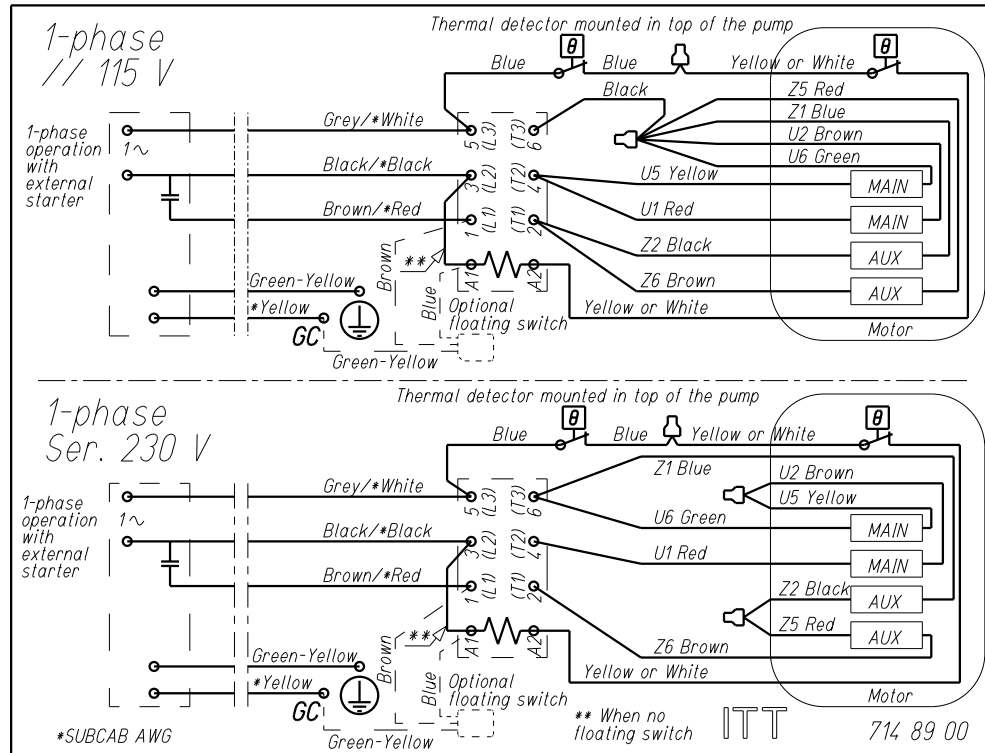 1-phase
// 115 V
Thermal detector mounted in top of the pump
θ
θ
Blue
Blue
Yellow or White
Black
Z5 Red
Z1 Blue
U2 Brown
U6 Green
1-phase
operation
with
external
starter
1~
Grey/*White
5 (L3)
(T3) 6
Black/*Black
3 (L2)
(T2) 4
U5 Yellow
MAIN
Brown/*Red
1 (L1)
(T1) 2
U1 Red
MAIN
Z2 Black
AUX
**
Brown
A1
A2
Z6 Brown
AUX
Green-Yellow
*Yellow
GC
Blue
Optional
floating switch
Yellow or White
Motor
Green-Yellow
1-phase
Ser. 230 V
Thermal detector mounted in top of the pump
θ
θ
Blue
Blue
Yellow or White
Z1 Blue
U2 Brown
U5 Yellow
1-phase
operation
with
external
starter
1~
Grey/*White
5 (L3)
(T3) 6
U6 Green
MAIN
Black/*Black
3 (L2)
(T2) 4
U1 Red
MAIN
Brown/*Red
1 (L1)
(T1) 2
Z2 Black
AUX
**
Brown
A1
A2
Z5 Red
AUX
Z6 Brown
Green-Yellow
*Yellow
GC
Blue
Optional
floating switch
Yellow or White
Motor
Green-Yellow
*SUBCAB AWG
** When no
floating switch
ITT
714 89 00